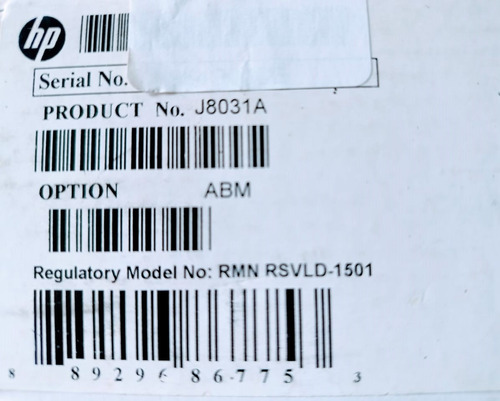 hp
Serial No.
PRODUCT No. J8031A
OPTION ABM
Regulatory Model No: RMN RSVLD-1501
8 89296 86775 3